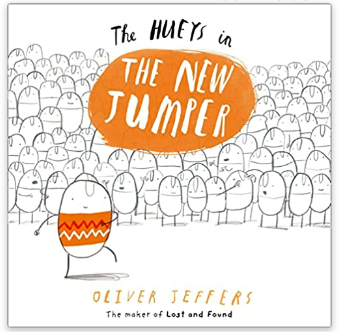 The HUEYS in
THE NEW
JUMPER
OLIVER JEFFERS
The maker of Lost and Found